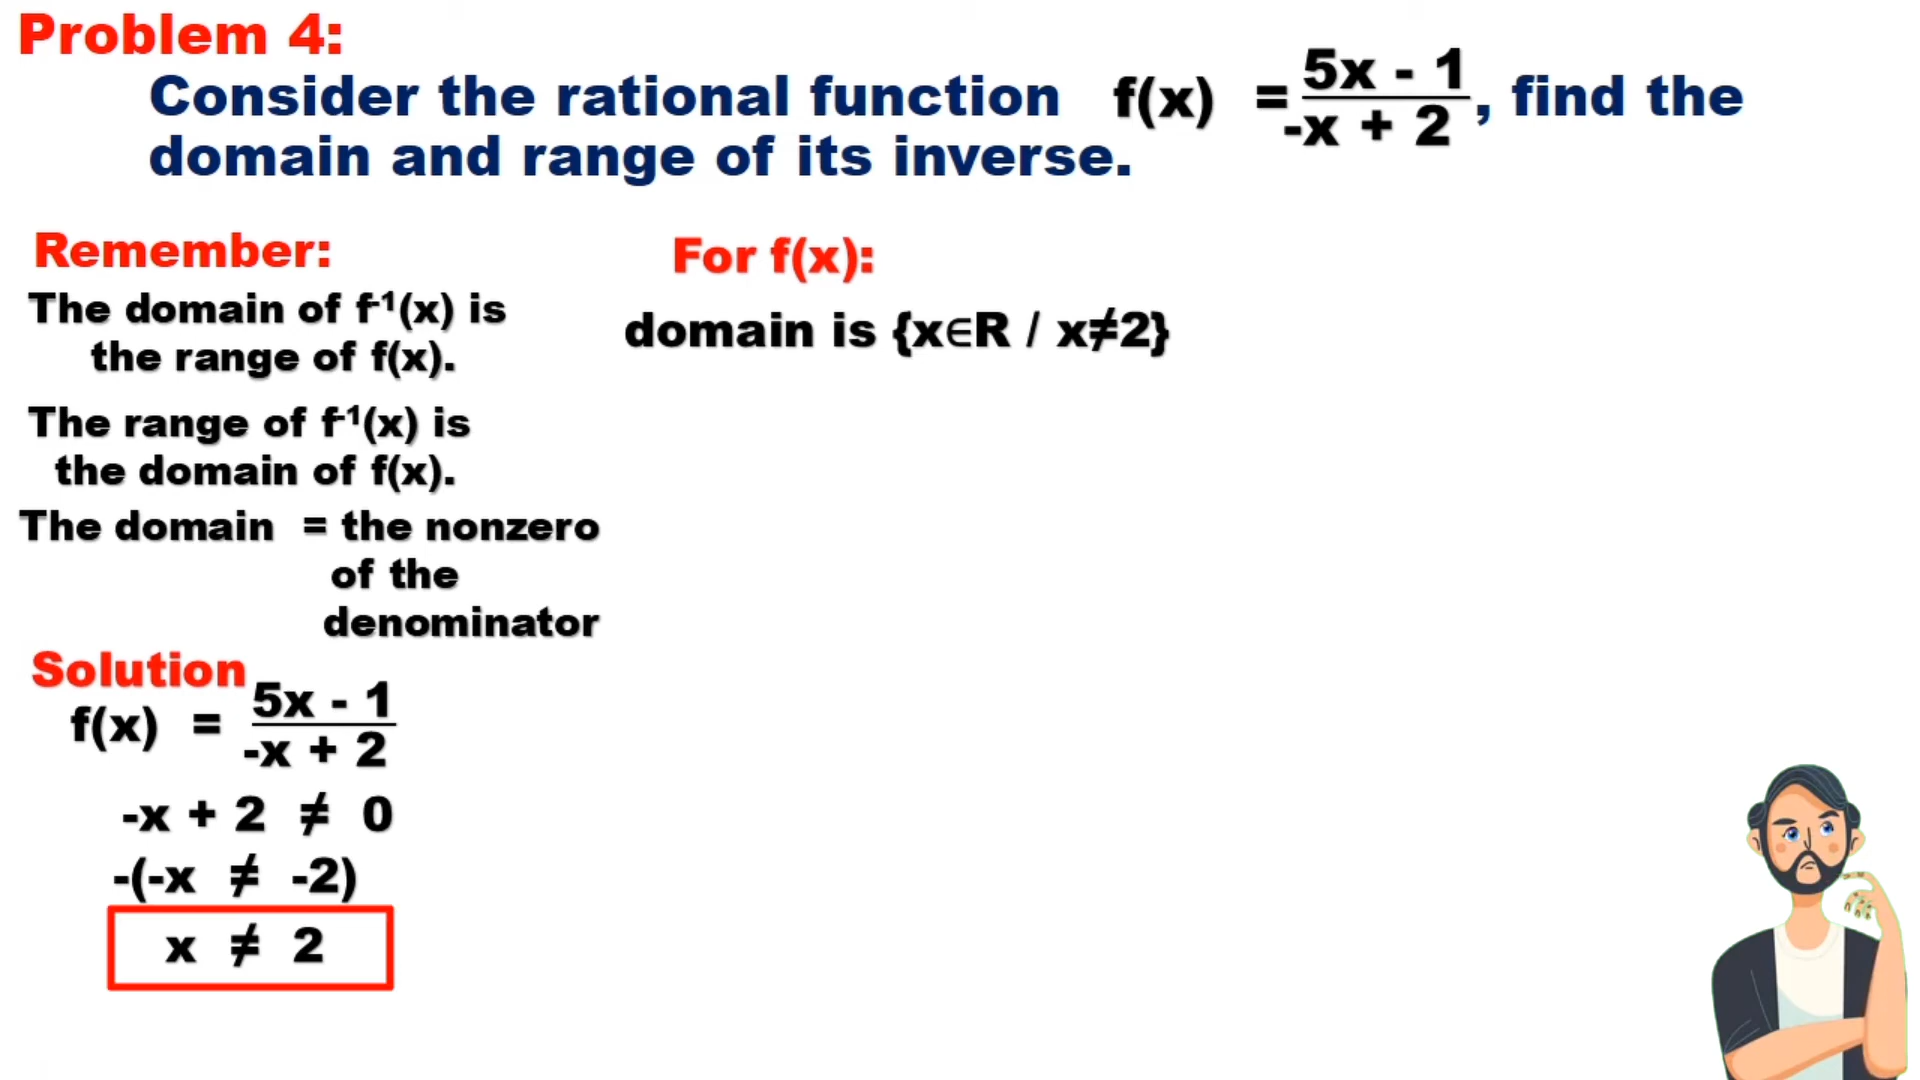 Problem 4:
Consider the rational function f(x) = 5x - 1 / -x + 2, find the
domain and range of its inverse.
Remember:
The domain of f-1(x) is
the range of f(x).
The range of f-1(x) is
the domain of f(x).
The domain = the nonzero
of the
denominator
Solution
f(x) = 5x - 1 / -x + 2
-x + 2 ≠ 0
-(-x ≠ -2)
x ≠ 2
For f(x):
domain is {x∈R / x≠2}